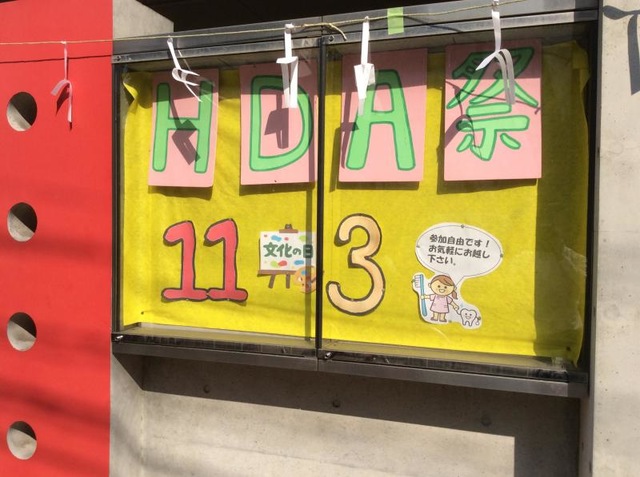 HDA祭
11 文化の日 3
参加自由です!
お気軽にお越し
下さい。